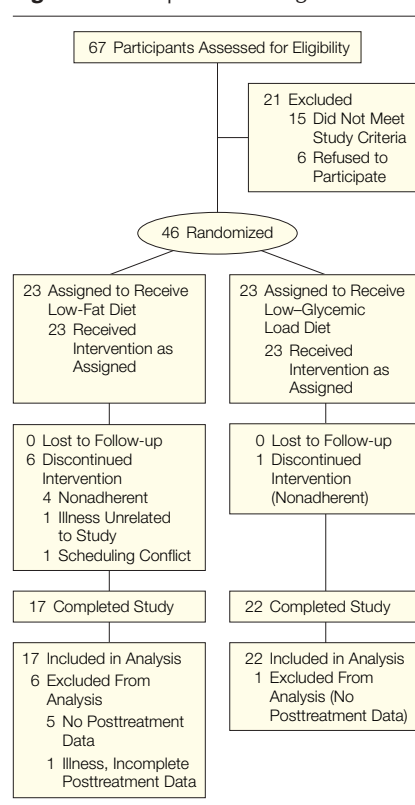 67 Participants Assessed for Eligibility
21 Excluded
15 Did Not Meet
Study Criteria
6 Refused to
Participate
46 Randomized
23 Assigned to Receive
Low-Fat Diet
23 Received
Intervention as
Assigned
23 Assigned to Receive
Low–Glycemic
Load Diet
23 Received
Intervention as
Assigned
0 Lost to Follow-up
6 Discontinued
Intervention
4 Nonadherent
1 Illness Unrelated
to Study
1 Scheduling Conflict
0 Lost to Follow-up
1 Discontinued
Intervention
(Nonadherent)
17 Completed Study
22 Completed Study
17 Included in Analysis
6 Excluded From
Analysis
5 No Posttreatment
Data
1 Illness, Incomplete
Posttreatment Data
22 Included in Analysis
1 Excluded From
Analysis (No
Posttreatment Data)